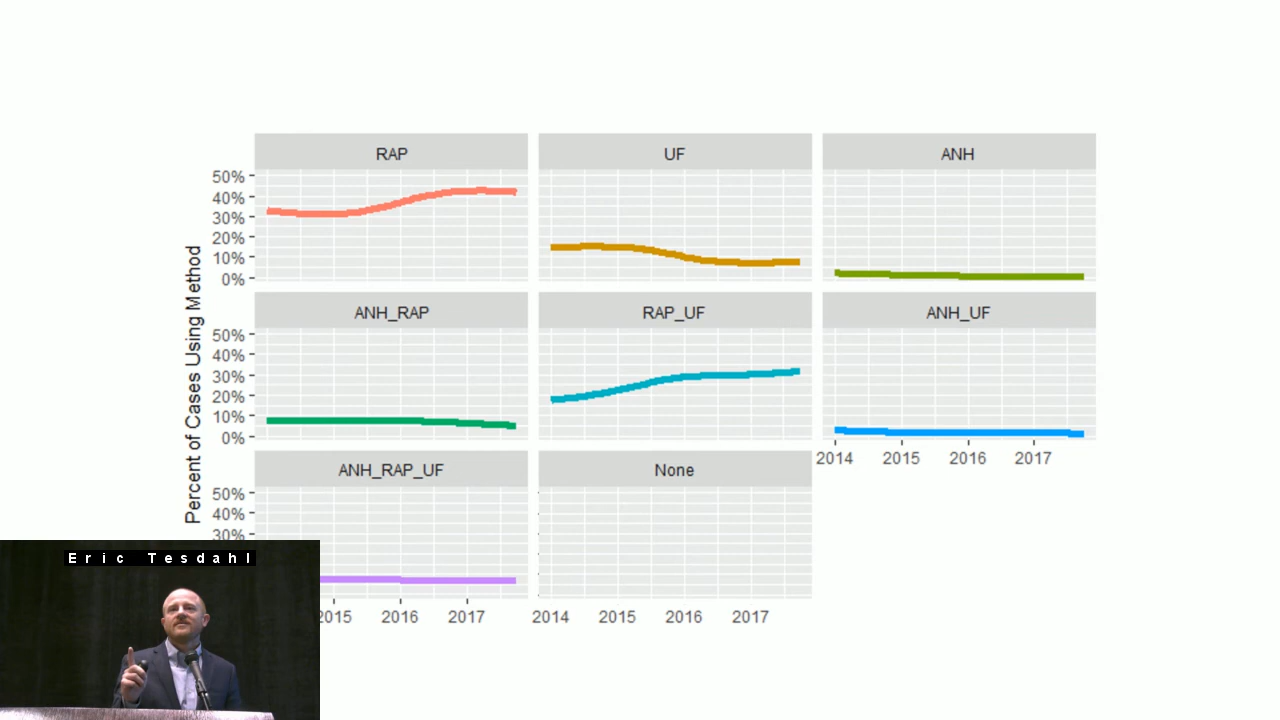 RAP
UF
ANH
50%
40%
30%
20%
10%
0%
ANH_RAP
RAP_UF
ANH_UF
50%
40%
30%
20%
10%
0%
2014 2015 2016 2017
ANH_RAP_UF
None
50%
40%
30%
2015 2016 2017
2014 2015 2016 2017
Percent of Cases Using Method
Eric Tesdahl